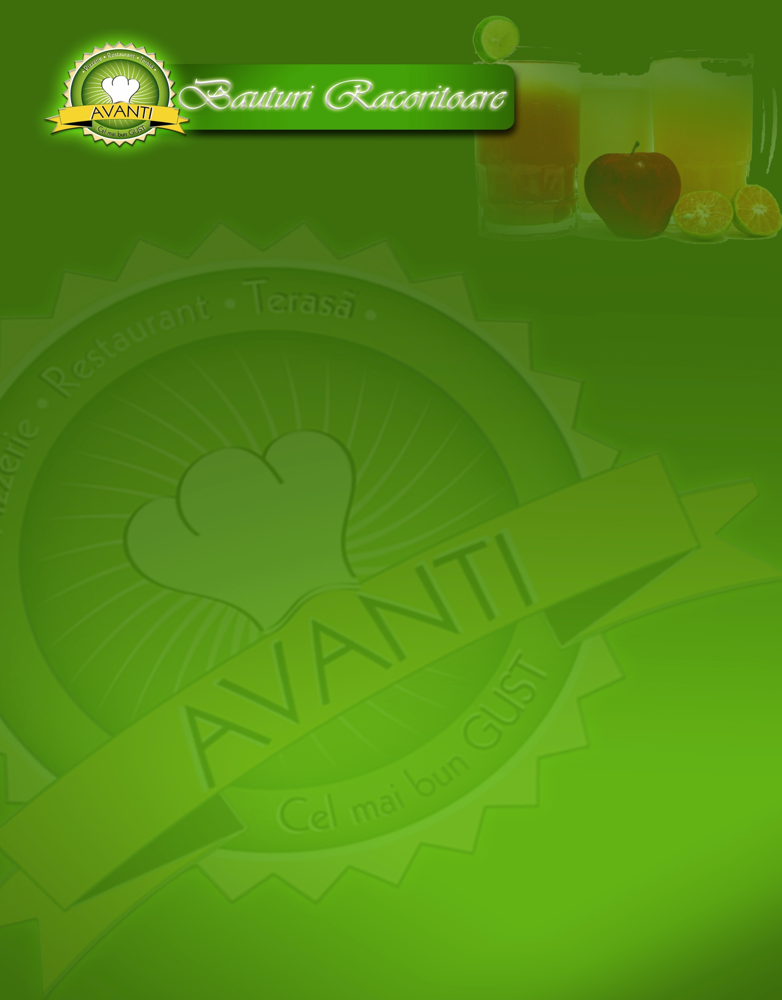 • Pizzerie • Restaurant • Terasă •
AVANTI
Cel mai bun GUST
Bauturi Racoritoare
Pizzerie • Restaurant • Terasă •
AVANTI
Cel mai bun GUST